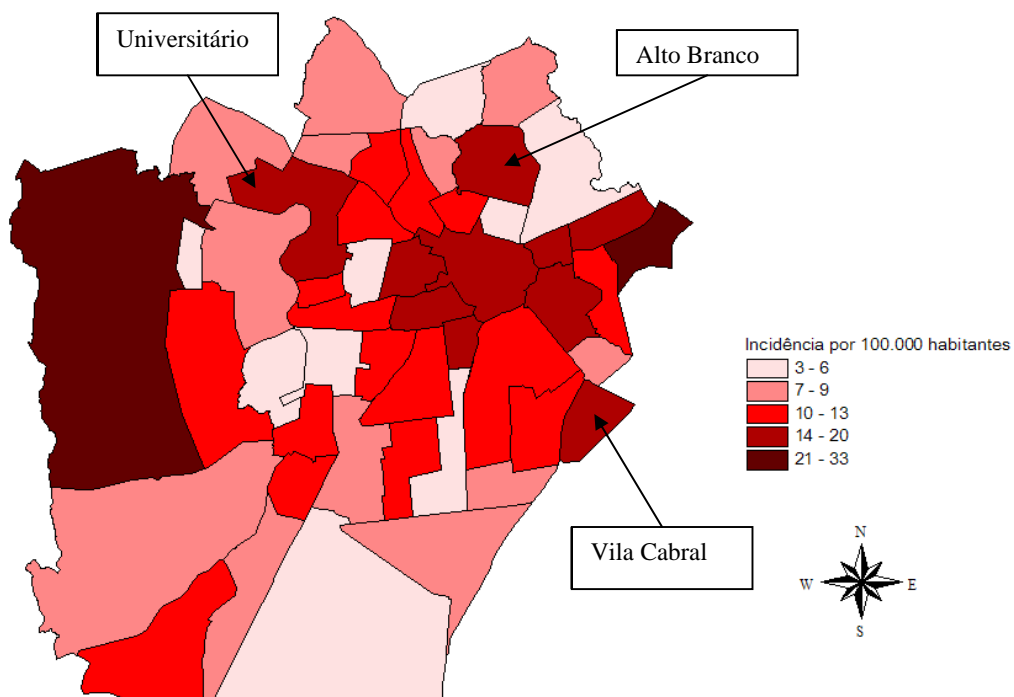 Universitário
Alto Branco
Incidência por 100.000 habitantes
3 - 6
7 - 9
10 - 13
14 - 20
21 - 33
Vila Cabral
N
W
E
S